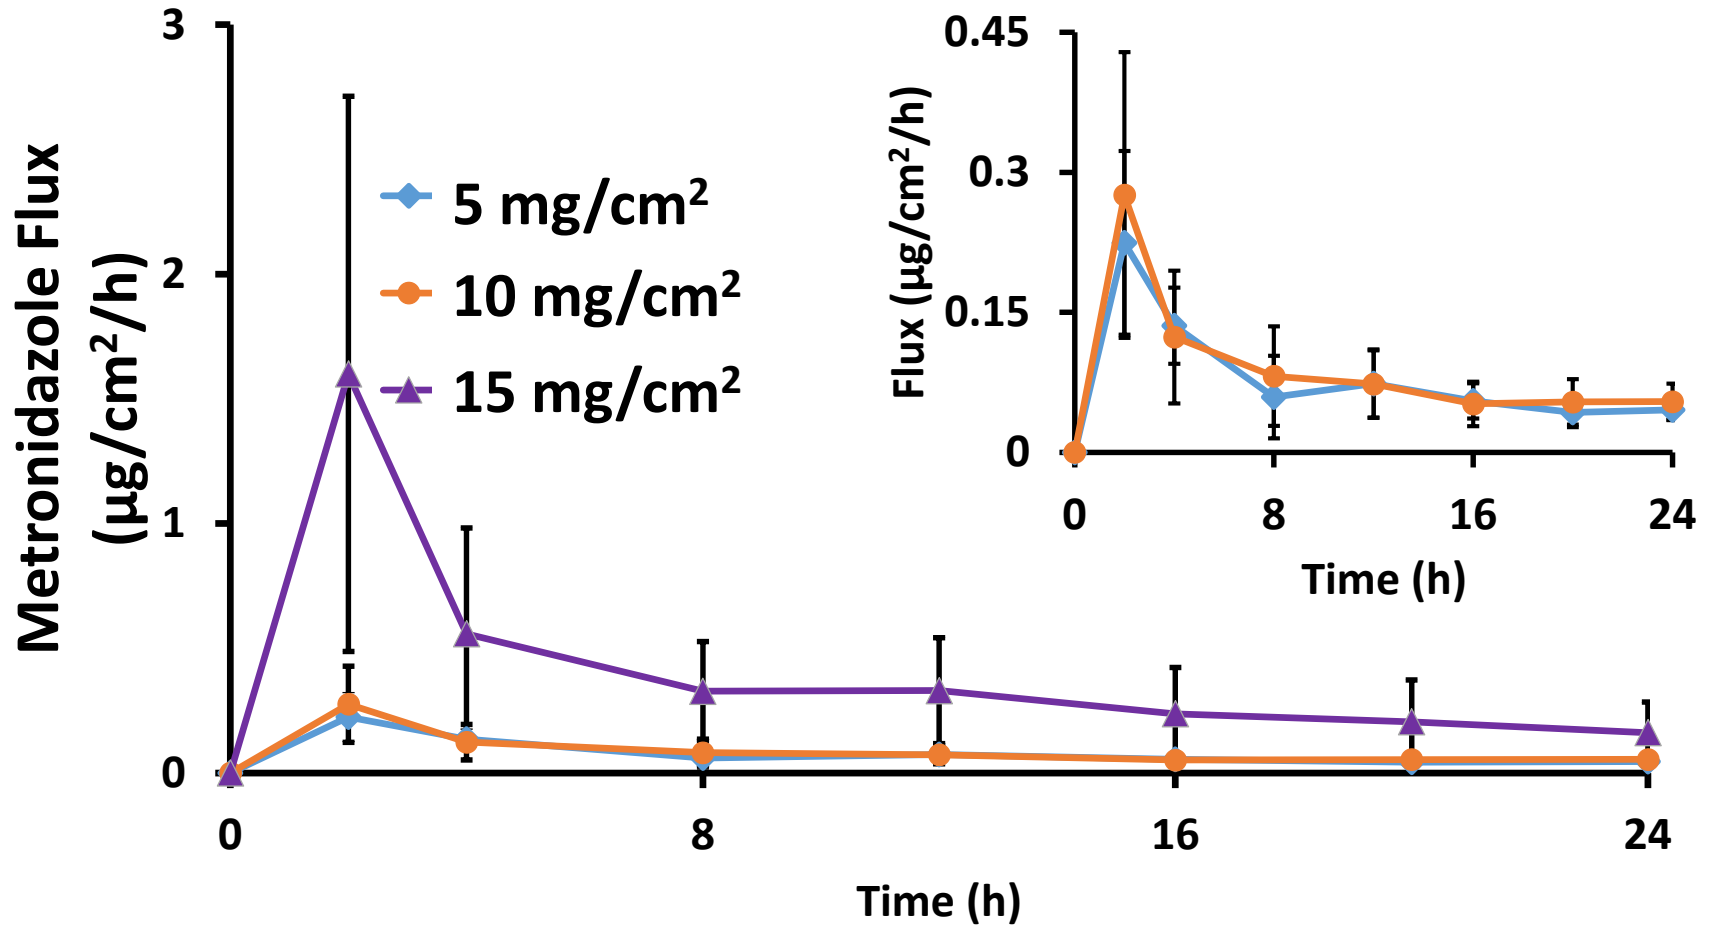 Metronidazole Flux
(µg/cm²/h)
3
2
1
0
0 8 16 24
Time (h)
5 mg/cm²
10 mg/cm²
15 mg/cm²
Flux (µg/cm²/h)
0.45
0.3
0.15
0
0 8 16 24
Time (h)